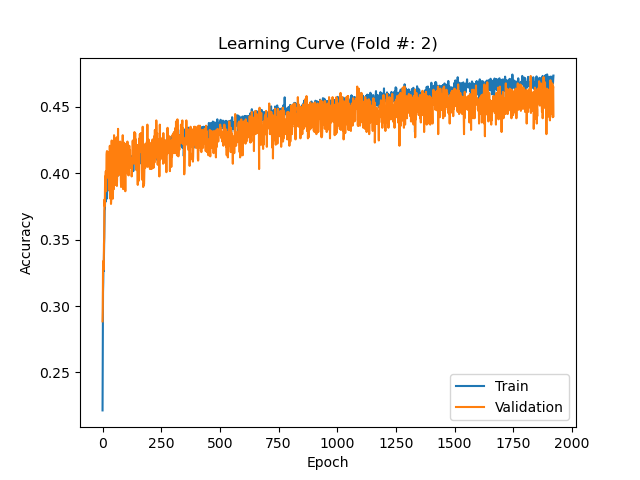 Learning Curve (Fold #: 2)
Accuracy
0.45
0.40
0.35
0.30
0.25
0 250 500 750 1000 1250 1500 1750 2000
Epoch
Train
Validation